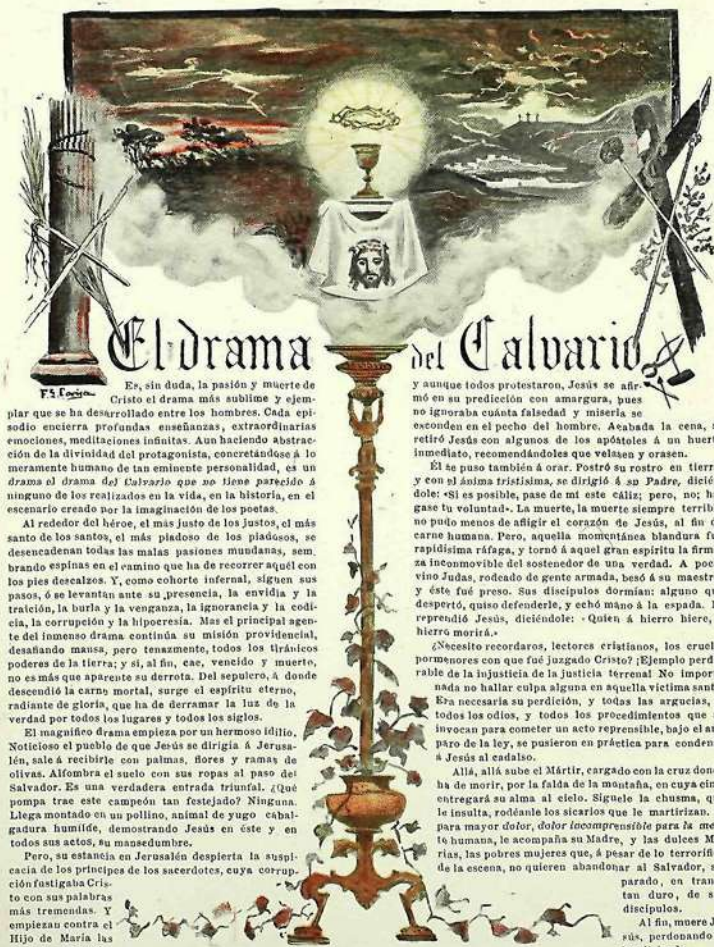 El drama del Calvario
F. G. Lorica
Es, sin duda, la pasión y muerte de
Cristo el drama más sublime y ejem-
plar que se ha desarrollado entre los hombres. Cada epi-
sodio encierra profundas enseñanzas, extraordinarias
emociones, meditaciones infinitas. Aun haciendo abstrac-
ción de la divinidad del protagonista, concretándose á lo
meramente humano de tan eminente personalidad, es un
drama el drama del Calvario que no tiene parecido á
ninguno de los realizados en la vida, en la historia, en el
escenario creado por la imaginación de los poetas.
Al rededor del héroe, el más justo de los justos, el más
santo de los santos, el más piadoso de los piadosos, se
desencadenan todas las malas pasiones mundanas, sem.
brando espinas en el camino que ha de recorrer aquél con
los pies descalzos. Y, como cohorte infernal, siguen sus
pasos, ó se levantan ante su presencia, la envidia y la
traición, la burla y la venganza, la ignorancia y la codi-
cia, la corrupción y la hipocresía. Mas el principal agen-
te del inmenso drama continúa su misión providencial,
desafiando mansa, pero tenazmente, todos los tiránicos
poderes de la tierra; y si, al fin, cae, vencido y muerto,
no es más que aparente su derrota. Del sepulcro, á donde
descendió la carne mortal, surge el espíritu eterno,
radiante de gloria, que ha de derramar la luz de la
verdad por todos los lugares y todos los siglos.
El magnífico drama empieza por un hermoso idilio.
Noticioso el pueblo de que Jesús se dirigía á Jerusa-
lén, sale á recibirle con palmas, flores y ramas de
olivas. Alfombra el suelo con sus ropas al paso del
Salvador. Es una verdadera entrada triunfal. ¿Qué
pompa trae este campeón tan festejado? Ninguna.
Llega montado en un pollino, animal de yugo cabal-
gadura humilde, demostrando Jesús en éste y en
todos sus actos, su mansedumbre.
Pero, su estancia en Jerusalén despierta la suspi-
cacia de los príncipes de los sacerdotes, cuya corrup-
ción fustigaba Cris-
to con sus palabras
más tremendas. Y
empiezan contra el
Hijo de María las
y aunque todos protestaron, Jesús se afir-
mó en su predicción con amargura, pues
no ignoraba cuánta falsedad y miseria se
esconden en el pecho del hombre. Acabada la cena,
retiró Jesús con algunos de los apóstoles á un
inmediato, recomendándoles que velasen y orasen.
Él se puso también á orar. Postró su rostro en
y con el ánima tristísima, se dirigió á su Padre,
dole: «Si es posible, pase de mí este cáliz; pero, no;
gase tu voluntad». La muerte, la muerte siempre
no pudo menos de afligir el corazón de Jesús, al fin
carne humana. Pero, aquella momentánea blandura
rapidísima ráfaga, y tornó á aquel gran espíritu la
za inconmovible del sostenedor de una verdad. A
vino Judas, rodeado de gente armada, besó á su
y éste fué preso. Sus discípulos dormían: alguno
despertó, quiso defenderle, y echó mano á la espada.
reprendió Jesús, diciéndole: «Quien á hierro hiere,
hierro morirá.»
¿Necesito recordaros, lectores cristianos, los
pormenores con que fué juzgado Cristo? ¡Ejemplo
rable de la injusticia de la justicia terrenal! No
nada no hallar culpa alguna en aquella víctima
Era necesaria su perdición, y todas las argucias,
todos los odios, y todos los procedimientos que
invocan para cometer un acto reprensible, bajo el
paro de la ley, se pusieron en práctica para
á Jesús al cadalso.
Allá, allá sube el Mártir, cargado con la cruz
ha de morir, por la falda de la montaña, en cuya
entregará su alma al cielo. Síguele la chusma,
le insulta, rodéanle los sicarios que le martirizan.
para mayor dolor, dolor incomprensible para la
te humana, le acompaña su Madre, y las dulces
rías, las pobres mujeres que, á pesar de lo
de la escena, no quieren abandonar al Salvador,
parado, en
tan duro, de
discípulos.
Al fin, muere
sús, perdonando